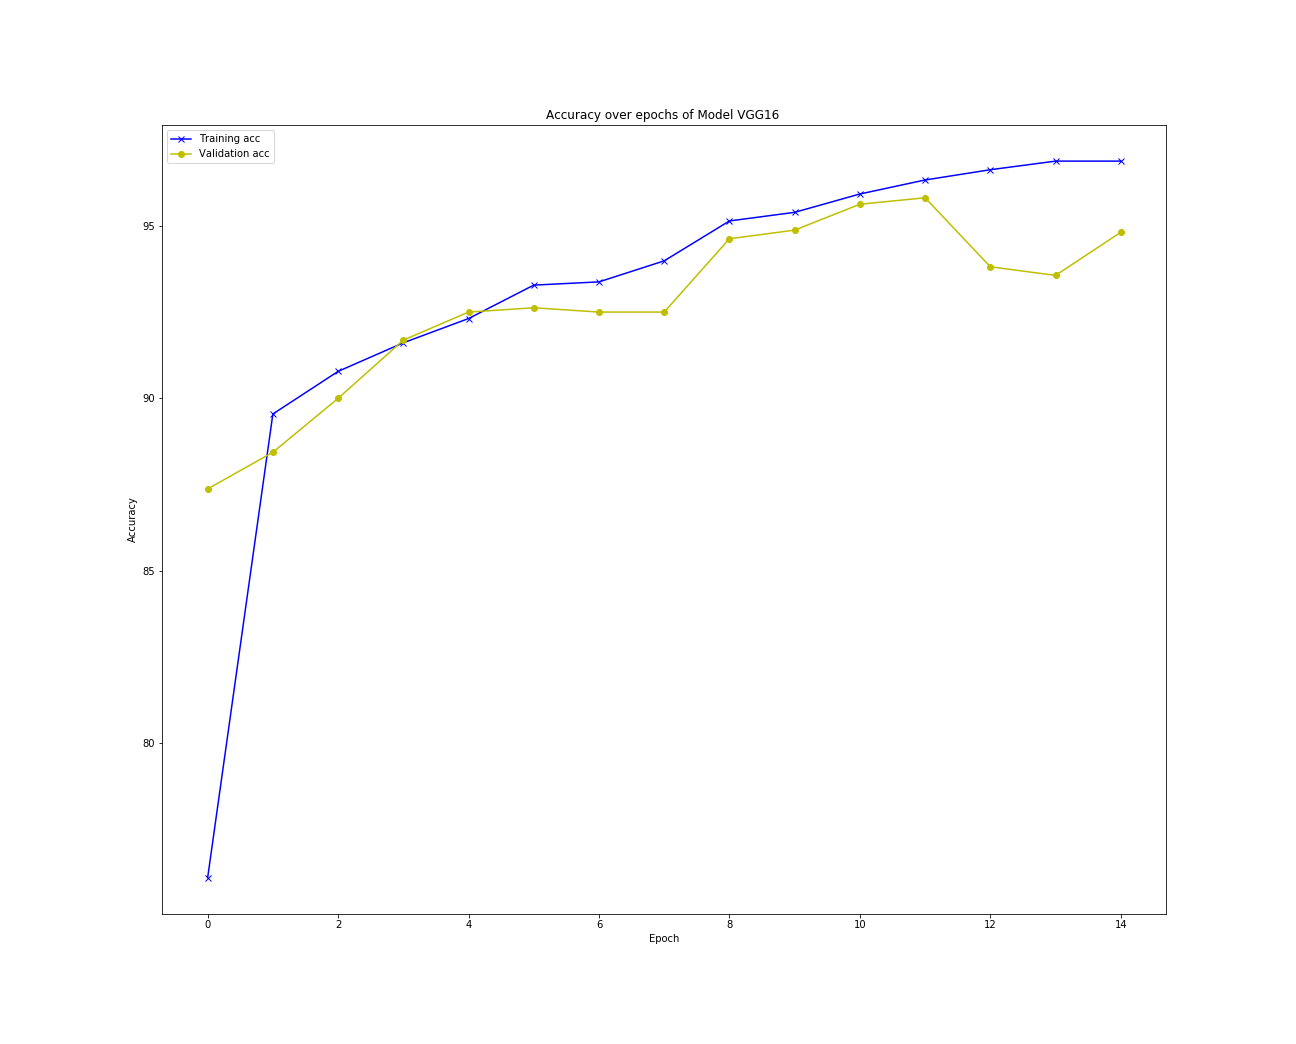 Accuracy over epochs of Model VGG16
Training acc
Validation acc
95
90
85
80
Accuracy
0 2 4 6 8 10 12 14
Epoch